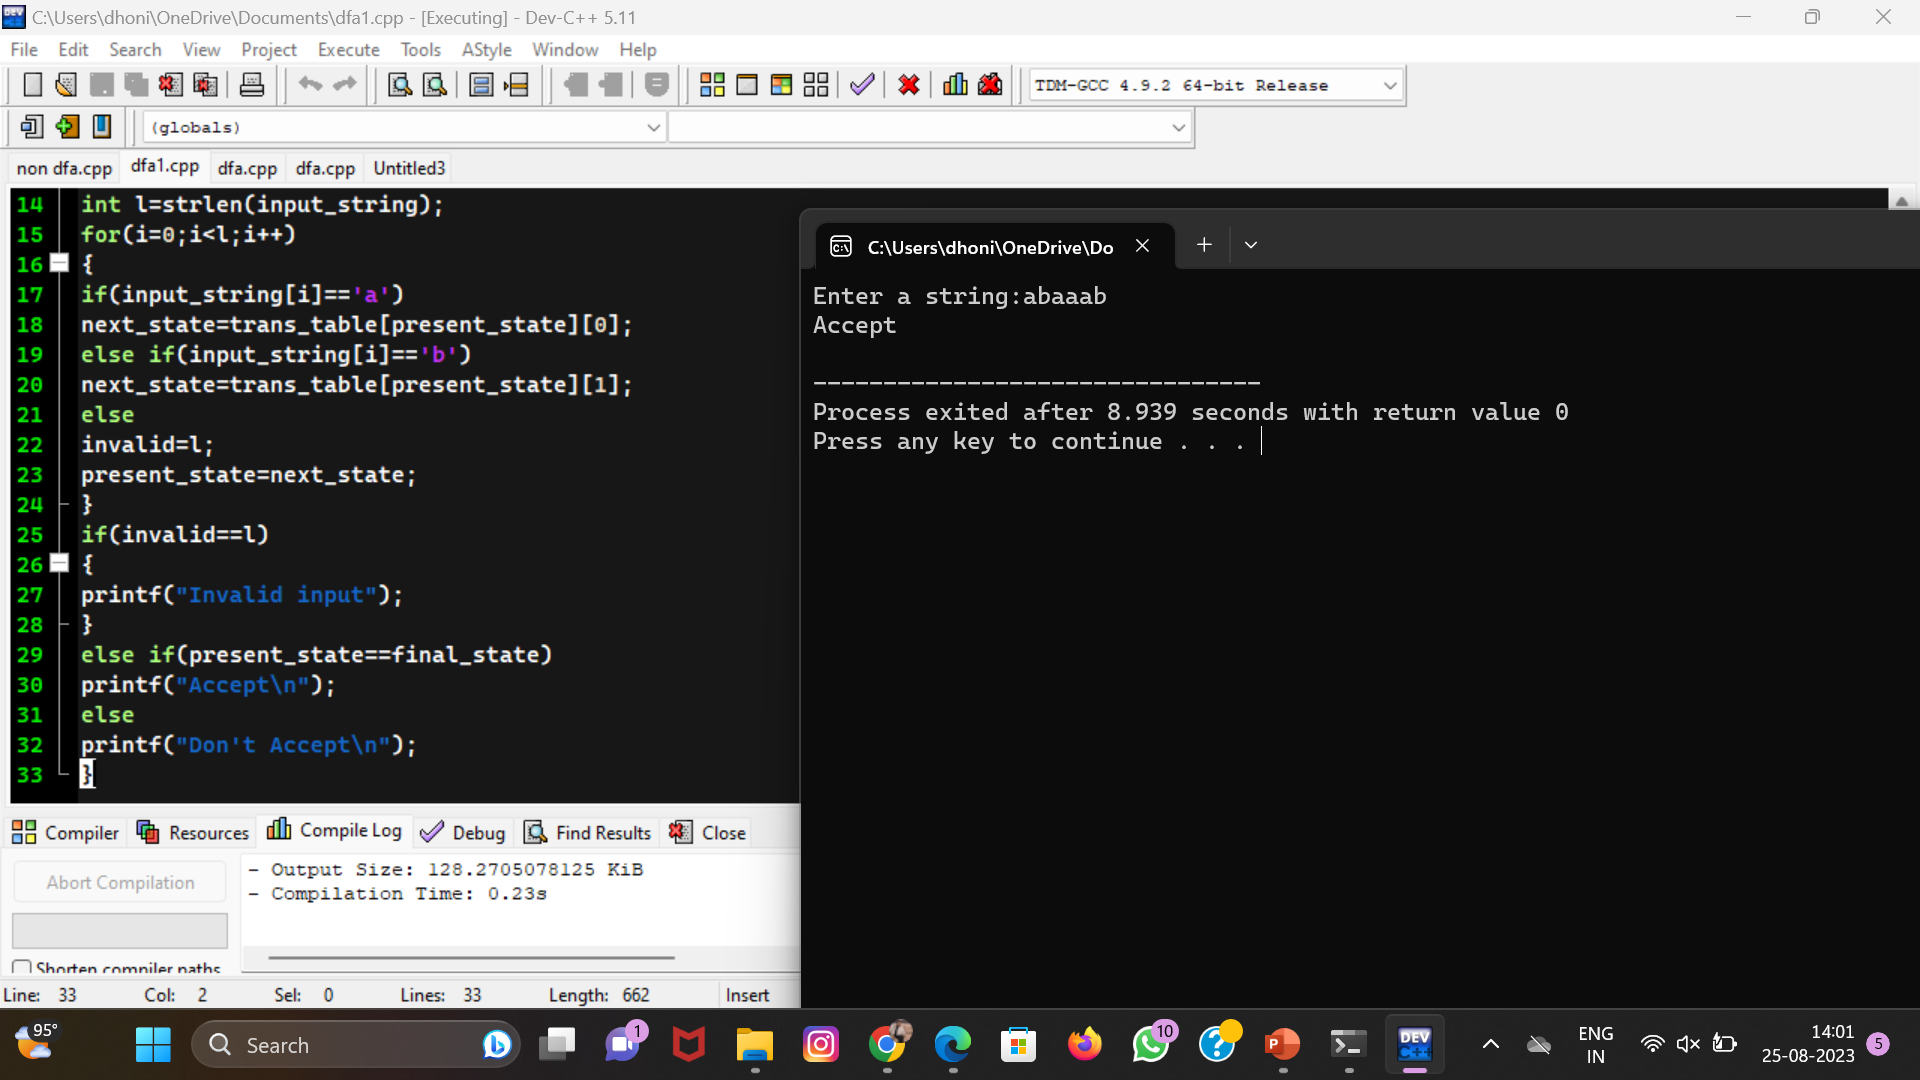 C:\Users\dhoni\OneDrive\Documents\dfa1.cpp - [Executing] - Dev-C++ 5.11
File Edit Search View Project Execute Tools AStyle Window Help
TDM-GCC 4.9.2 64-bit Release
(globals)
non dfa.cpp dfa1.cpp dfa.cpp dfa.cpp Untitled3
14 int l=strlen(input_string);
15 for(i=0;i<l;i++)
16 {
17 if(input_string[i]=='a')
18 next_state=trans_table[present_state][0];
19 else if(input_string[i]=='b')
20 next_state=trans_table[present_state][1];
21 else
22 invalid=l;
23 present_state=next_state;
24 }
25 if(invalid==l)
26 {
27 printf("Invalid input");
28 }
29 else if(present_state==final_state)
30 printf("Accept\n");
31 else
32 printf("Don't Accept\n");
33 }
C:\Users\dhoni\OneDrive\Do
Enter a string:abaaab
Accept
--------------------------------
Process exited after 8.939 seconds with return value 0
Press any key to continue . . .
Compiler Resources Compile Log Debug Find Results Close
Abort Compilation
- Output Size: 128.2705078125 KiB
- Compilation Time: 0.23s
Shorten compiler paths
Line: 33 Col: 2 Sel: 0 Lines: 33 Length: 662 Insert
95°
Search
1
10
DEV C++
ENG
IN
14:01
25-08-2023
5